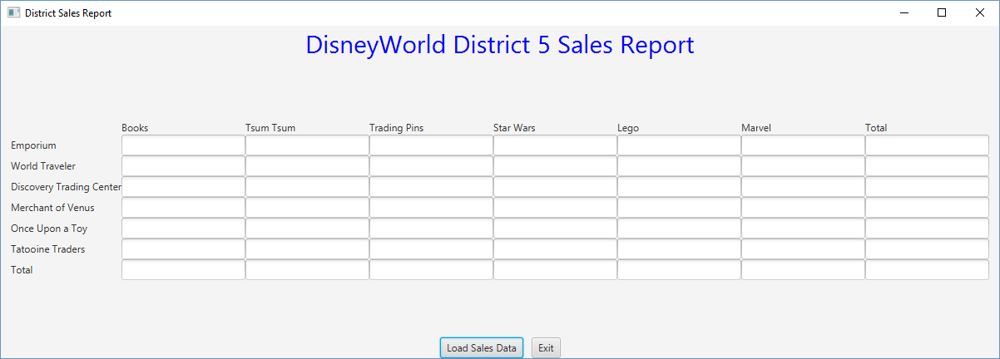 District Sales Report
DisneyWorld District 5 Sales Report
Books Tsum Tsum Trading Pins Star Wars Lego Marvel Total
Emporium
World Traveler
Discovery Trading Center
Merchant of Venus
Once Upon a Toy
Tatooine Traders
Total
Load Sales Data Exit